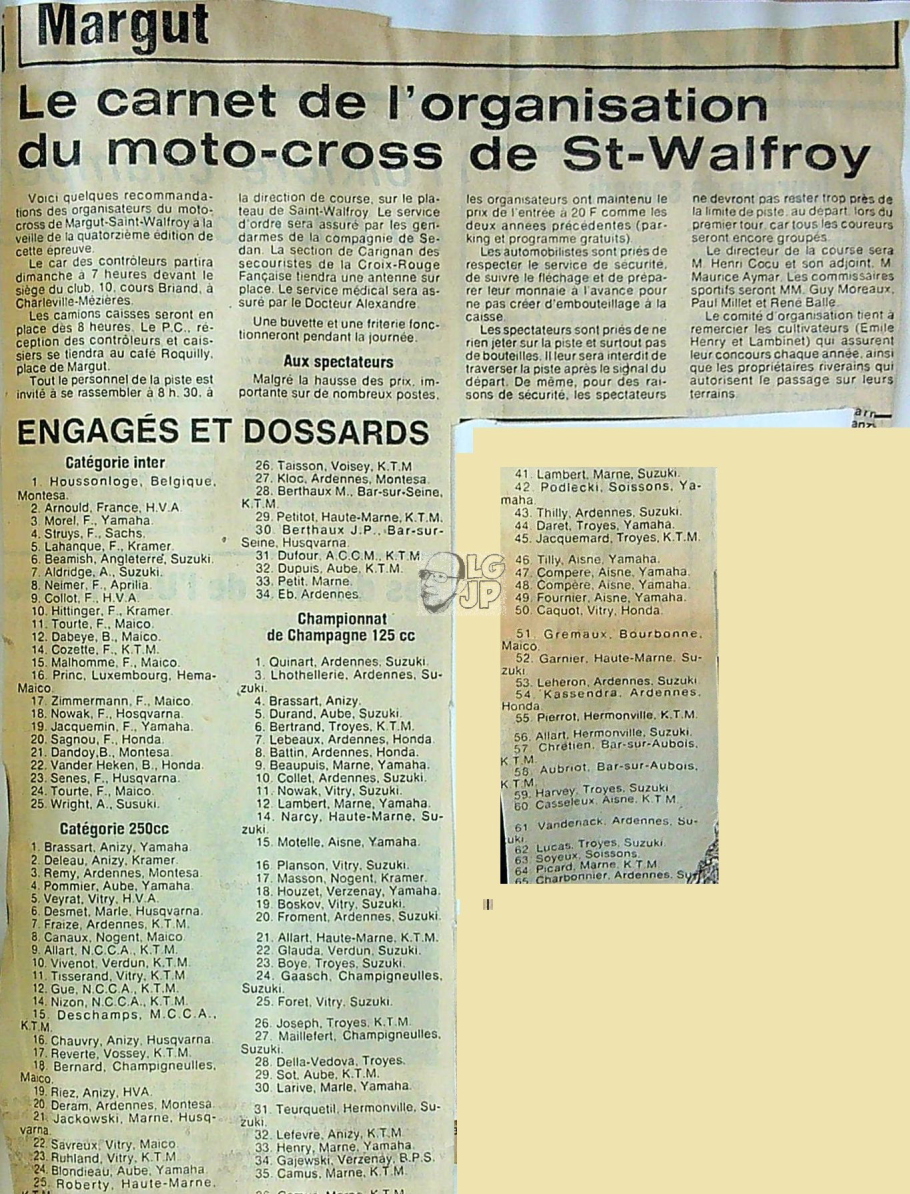 Margut
Le carnet de l'organisation
du moto-cross de St-Walfroy
Voici quelques recommanda-
tions des organisateurs du moto-
cross de Margut-Saint-Walfroy à la
veille de la quatorzième édition de
cette épreuve.
Le car des contrôleurs partira
dimanche à 7 heures devant le
siège du club, 10, cours Briand, à
Charleville-Mézières.
Les camions caisses seront en
place dès 8 heures. Le P.C., ré-
ception des contrôleurs et cais-
siers se tiendra au café Roquilly,
place de Margut.
Tout le personnel de la piste est
invité à se rassembler à 8 h. 30, à
la direction de course, sur le pla-
teau de Saint-Walfroy. Le service
d'ordre sera assuré par les gen-
darmes de la compagnie de Se-
dan. La section de Carignan des
secouristes de la Croix-Rouge
Fançaise tiendra une antenne sur
place. Le service médical sera as-
suré par le Docteur Alexandre.
Une buvette et une friterie fonc-
tionneront pendant la journée.
Aux spectateurs
Malgré la hausse des prix, im-
portante sur de nombreux postes,
les organisateurs ont maintenu le
prix de l'entrée à 20 F comme les
deux années précédentes (par-
king et programme gratuits).
Les automobilistes sont priés de
respecter le service de sécurité,
de suivre le fléchage et de prépa-
rer leur monnaie à l'avance pour
ne pas créer d'embouteillage à la
caisse.
Les spectateurs sont priés de ne
rien jeter sur la piste et surtout pas
de bouteilles. Il leur sera interdit de
traverser la piste après le signal du
départ. De même, pour des rai-
sons de sécurité, les spectateurs
ne devront pas rester trop près de
la limite de piste, au départ, lors du
premier tour, car tous les coureurs
seront encore groupés.
Le directeur de la course sera
M. Henri Cocu et son adjoint, M.
Maurice Aymar. Les commissaires
sportifs seront MM. Guy Moreaux,
Paul Millet et René Balle.
Le comité d'organisation tient à
remercier les cultivateurs (Emile
Henry et Lambinet) qui assurent
leur concours chaque année, ainsi
que les propriétaires riverains qui
autorisent le passage sur leurs
terrains.
ENGAGÉS ET DOSSARDS
Catégorie inter
1. Houssonloge, Belgique,
Montesa.
2. Arnould, France, H.V.A.
3. Morel, F., Yamaha.
4. Struys, F., Sachs.
5. Lahanque, F., Kramer.
6. Beamish, Angleterre, Suzuki.
7. Aldridge, A., Suzuki.
8. Neimer, F., Aprilia.
9. Collot, F., H.V.A.
10. Hittinger, F., Kramer.
11. Tourte, F., Maico.
12. Dabeye, B., Maico.
14. Cozette, F., K.T.M.
15. Malhomme, F., Maico.
16. Princ, Luxembourg, Hema-
Maico.
17. Zimmermann, F., Maico.
18. Nowak, F., Hosqvarna.
19. Jacquemin, F., Yamaha.
20. Sagnou, F., Honda.
21. Dandoy, B., Montesa.
22. Vander Heken, B., Honda.
23. Senes, F., Husqvarna.
24. Tourte, F., Maico.
25. Wright, A., Susuki.
Catégorie 250cc
1. Brassart, Anizy, Yamaha.
2. Deleau, Anizy, Kramer.
3. Remy, Ardennes, Montesa.
4. Pommier, Aube, Yamaha.
5. Veyrat, Vitry, H.V.A.
6. Desmet, Marle, Husqvarna.
7. Fraize, Ardennes, K.T.M.
8. Canaux, Nogent, Maico.
9. Allart, N.C.C.A., K.T.M.
10. Vivenot, Verdun, K.T.M.
11. Tisserand, Vitry, K.T.M.
12. Gue, N.C.C.A., K.T.M.
14. Nizon, N.C.C.A., K.T.M.
15. Deschamps, M.C.C.A.,
K.T.M.
16. Chauvry, Anizy, Husqvarna.
17. Reverte, Vossey, K.T.M.
18. Bernard, Champigneulles,
Maico.
19. Riez, Anizy, HVA.
20. Deram, Ardennes, Montesa.
21. Jackowski, Marne, Husq-
varna.
22. Savreux, Vitry, Maico.
23. Ruhland, Vitry, K.T.M.
24. Blondieau, Aube, Yamaha.
25. Roberty, Haute-Marne,
K.T.M.
26. Taisson, Voisey, K.T.M.
27. Kloc, Ardennes, Montesa.
28. Berthaux M., Bar-sur-Seine,
K.T.M.
29. Petitot, Haute-Marne, K.T.M.
30. Berthaux J.P., Bar-sur-
Seine, Husqvarna.
31. Dufour, A.C.C.M., K.T.M.
32. Dupuis, Aube, K.T.M.
33. Petit, Marne.
34. Eb, Ardennes.
Championnat
de Champagne 125 cc
1. Quinart, Ardennes, Suzuki.
3. Lhothellerie, Ardennes, Su-
zuki.
4. Brassart, Anizy.
5. Durand, Aube, Suzuki.
6. Bertrand, Troyes, K.T.M.
7. Lebeaux, Ardennes, Honda.
8. Battin, Ardennes, Honda.
9. Beaupuis, Marne, Yamaha.
10. Collet, Ardennes, Suzuki.
11. Nowak, Vitry, Suzuki.
12. Lambert, Marne, Yamaha.
14. Narcy, Haute-Marne, Su-
zuki.
15. Motelle, Aisne, Yamaha.
16. Planson, Vitry, Suzuki.
17. Masson, Nogent, Kramer.
18. Houzet, Verzenay, Yamaha.
19. Boskov, Vitry, Suzuki.
20. Froment, Ardennes, Suzuki.
21. Allart, Haute-Marne, K.T.M.
22. Glauda, Verdun, Suzuki.
23. Boye, Troyes, Suzuki.
24. Gaasch, Champigneulles,
Suzuki.
25. Foret, Vitry, Suzuki.
26. Joseph, Troyes, K.T.M.
27. Maillefert, Champigneulles,
Suzuki.
28. Della-Vedova, Troyes.
29. Sot, Aube, K.T.M.
30. Larive, Marle, Yamaha.
31. Teurquetil, Hermonville, Su-
zuki.
32. Lefevre, Anizy, K.T.M.
33. Henry, Marne, Yamaha.
34. Gajewski, Verzenay, B.P.S.
35. Camus, Marne, K.T.M.
41. Lambert, Marne, Suzuki.
42. Podlecki, Soissons, Ya-
maha.
43. Thilly, Ardennes, Suzuki.
44. Daret, Troyes, Yamaha.
45. Jacquemard, Troyes, K.T.M.
46. Tilly, Aisne, Yamaha.
47. Compère, Aisne, Yamaha.
48. Compère, Aisne, Yamaha.
49. Fournier, Aisne, Yamaha.
50. Caquot, Vitry, Honda.
51. Gremaux, Bourbonne,
Maico.
52. Garnier, Haute-Marne, Su-
zuki.
53. Leheron, Ardennes, Suzuki.
54. Kassendra, Ardennes,
Honda.
55. Pierrot, Hermonville, K.T.M.
56. Allart, Hermonville, Suzuki.
57. Chrétien, Bar-sur-Aubois,
K.T.M.
58. Aubriot, Bar-sur-Aubois,
K.T.M.
59. Harvey, Troyes, Suzuki.
60. Casseleux, Aisne, K.T.M.
61. Vandenack, Ardennes, Su-
uki.
62. Lucas, Troyes, Suzuki.
63. Soyeux, Soissons.
64. Picard, Marne, K.T.M.
65. Charbonnier, Ardennes, Su
LG
JP